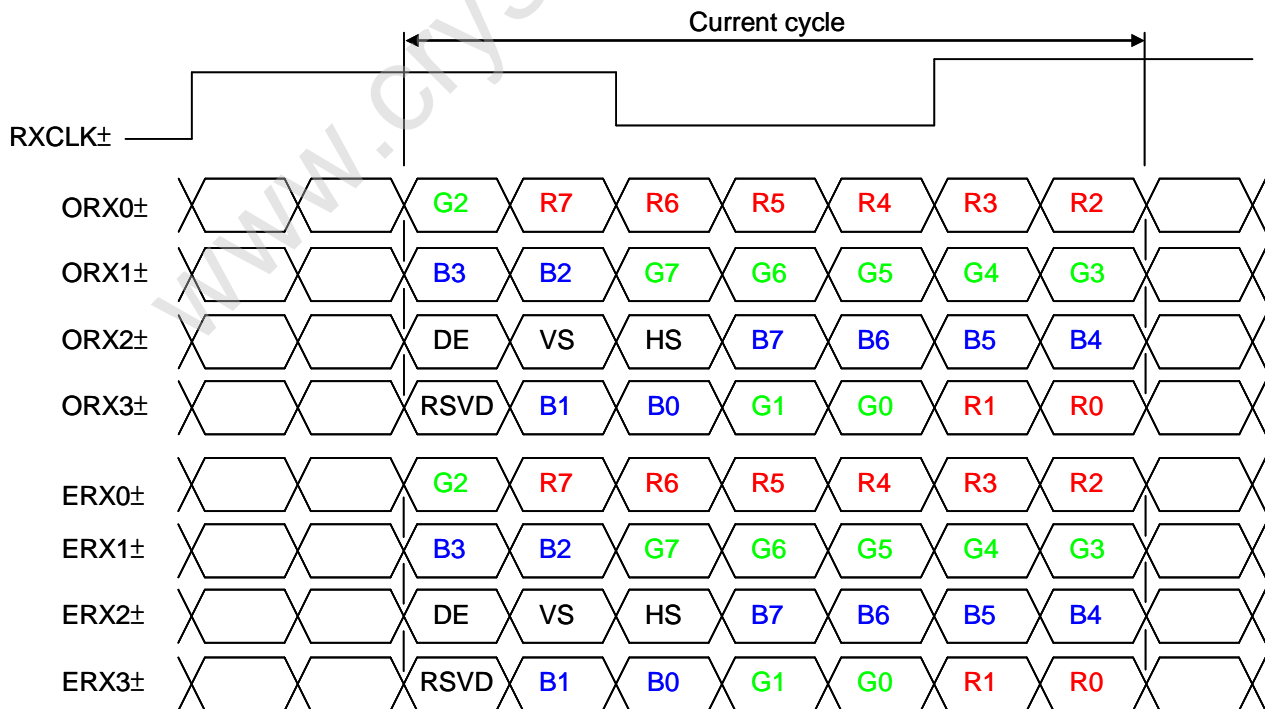 Current cycle
RXCLK±
ORX0± G2 R7 R6 R5 R4 R3 R2
ORX1± B3 B2 G7 G6 G5 G4 G3
ORX2± DE VS HS B7 B6 B5 B4
ORX3± RSVD B1 B0 G1 G0 R1 R0
ERX0± G2 R7 R6 R5 R4 R3 R2
ERX1± B3 B2 G7 G6 G5 G4 G3
ERX2± DE VS HS B7 B6 B5 B4
ERX3± RSVD B1 B0 G1 G0 R1 R0
www.crys